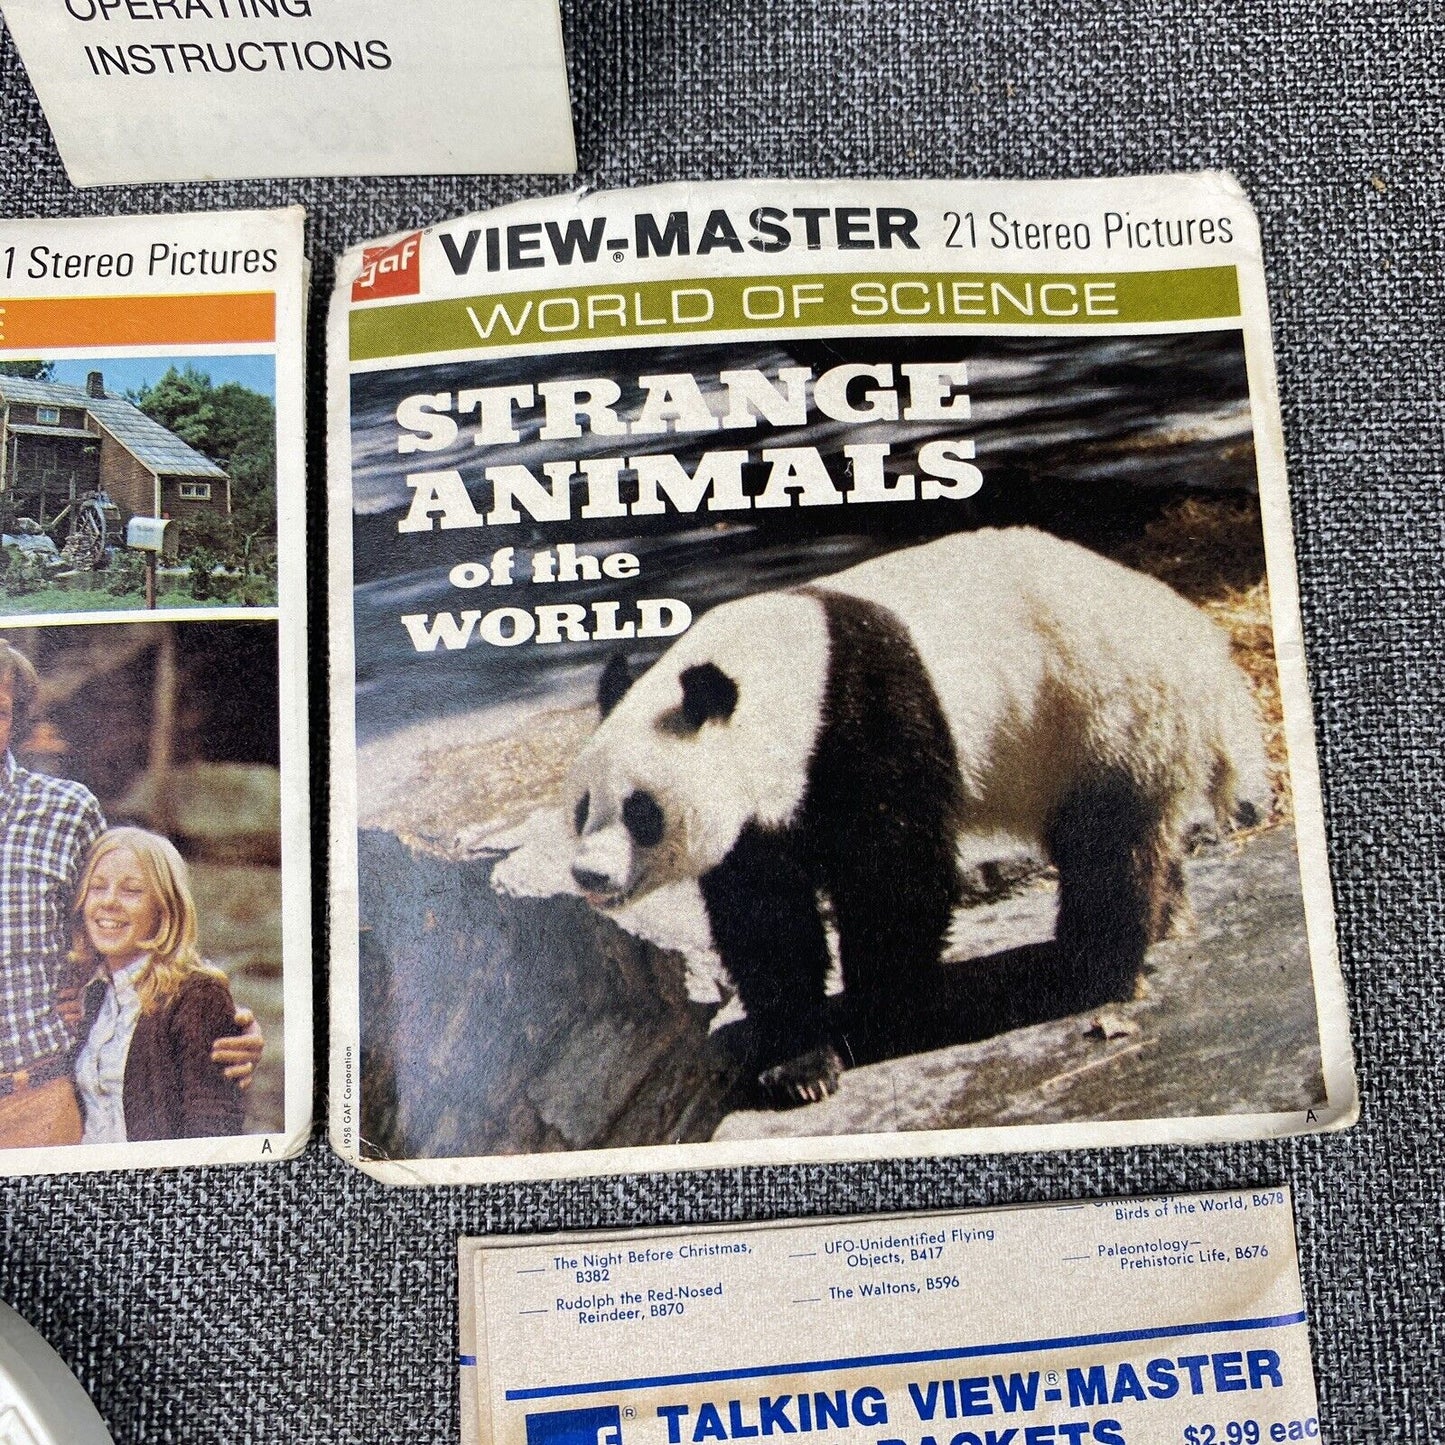 OPERATING
INSTRUCTIONS
1 Stereo Pictures
E
A
gaf® VIEW-MASTER® 21 Stereo Pictures
WORLD OF SCIENCE
STRANGE
ANIMALS
of the
WORLD
1958 GAF Corporation
A
The Night Before Christmas,
B382
Rudolph the Red-Nosed
Reindeer, B870
UFO-Unidentified Flying
Objects, B417
The Waltons, B596
Birds of the World, B678
Paleontology—
Prehistoric Life, B676
® TALKING VIEW-MASTER®
PACKETS $2.99 eac